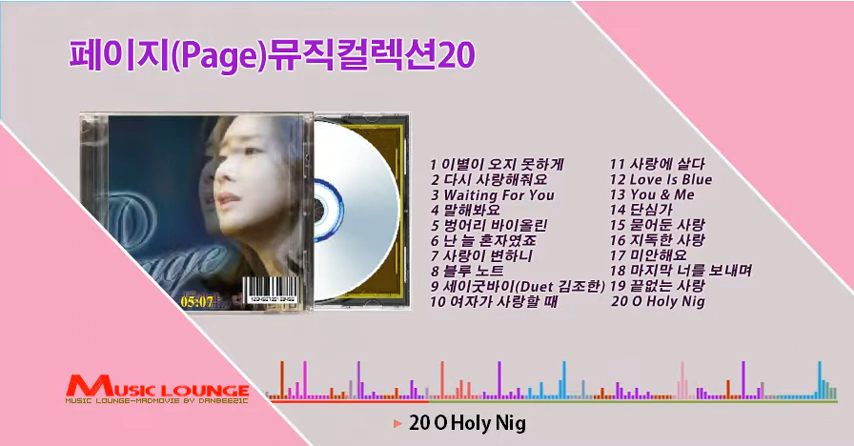 페이지(Page)뮤직컬렉션20
1 이별이 오지 못하게
2 다시 사랑해줘요
3 Waiting For You
4 말해봐요
5 벙어리 바이올린
6 난 늘 혼자였죠
7 사랑이 변하니
8 블루 노트
9 세이굿바이(Duet 김조한)
10 여자가 사랑할 때
11 사랑에 살다
12 Love Is Blue
13 You & Me
14 단심가
15 묻어둔 사랑
16 지독한 사랑
17 미안해요
18 마지막 너를 보내며
19 끝없는 사랑
20 O Holy Nig
Page
05:07
MUSIC LOUNGE
MUSIC LOUNGE-MADMOVIE BY DANBEE21C
► 20 O Holy Nig